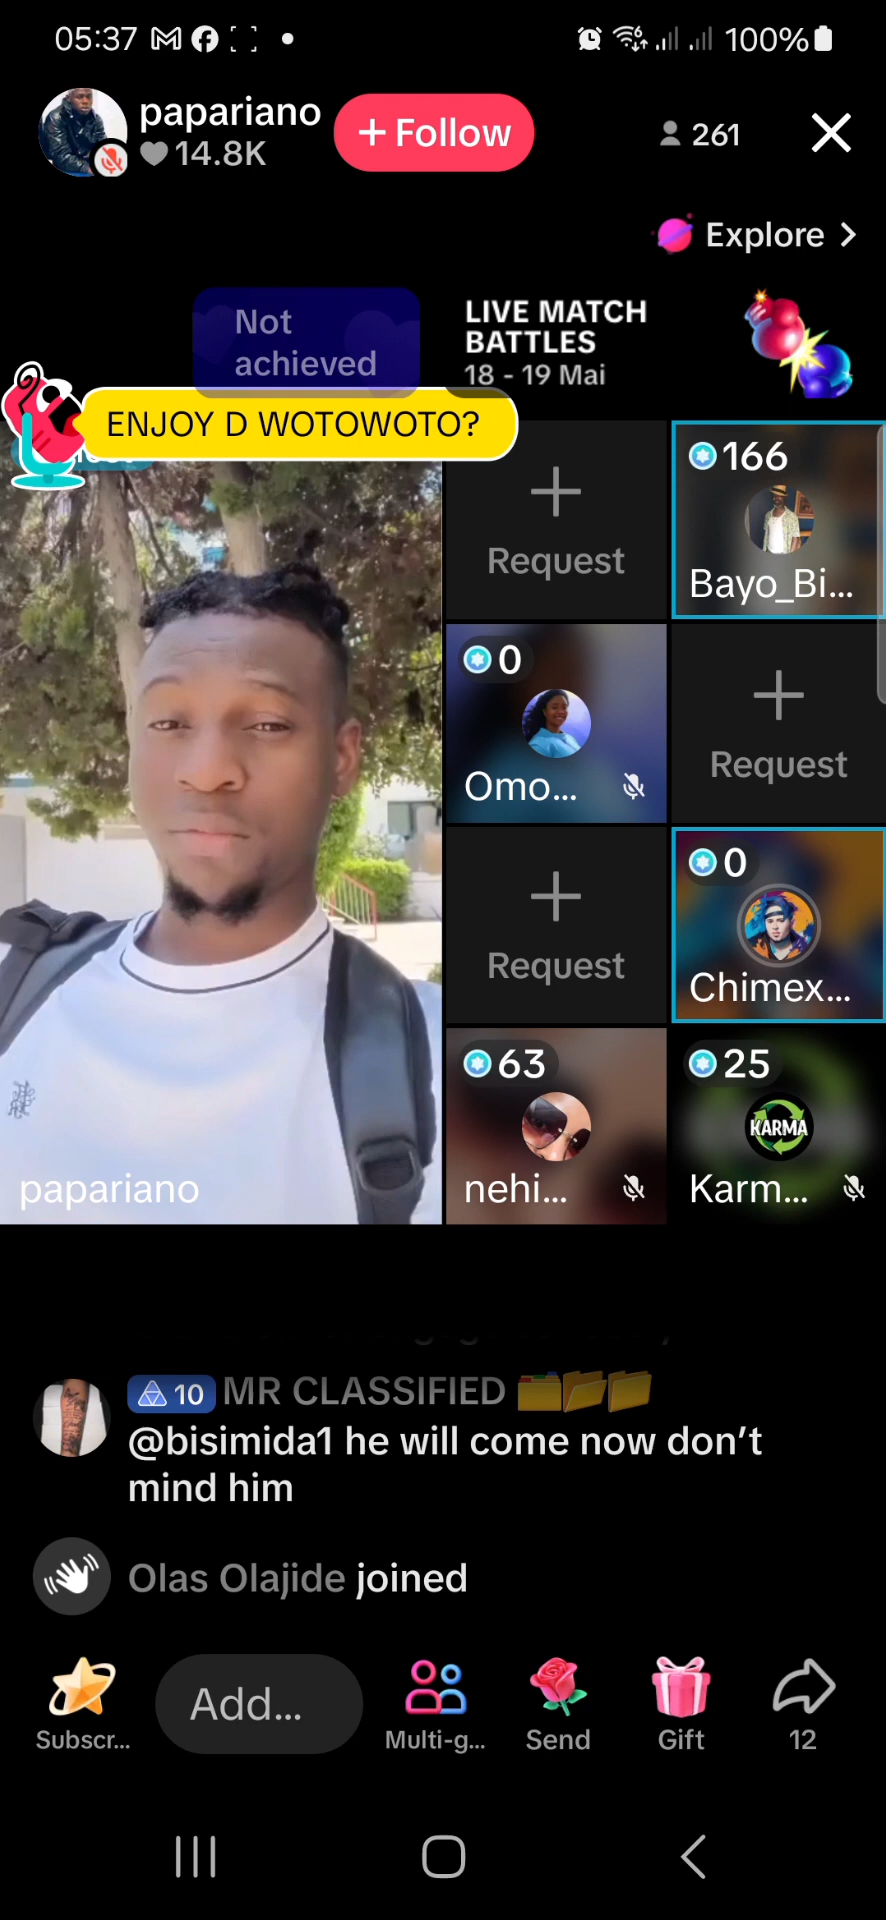 05:37
100%
papariano
14.8K
+ Follow
261
Explore
Not
achieved
LIVE MATCH
BATTLES
18 - 19 Mai
ENJOY D WOTOWOTO?
Request
166
Bayo_Bi...
0
Omo...
Request
Request
0
Chimex...
63
nehi...
25
KARMA
Karm...
papariano
10 MR CLASSIFIED
@bisimida1 he will come now don't
mind him
Olas Olajide joined
Subscr...
Add...
Multi-g...
Send
Gift
12